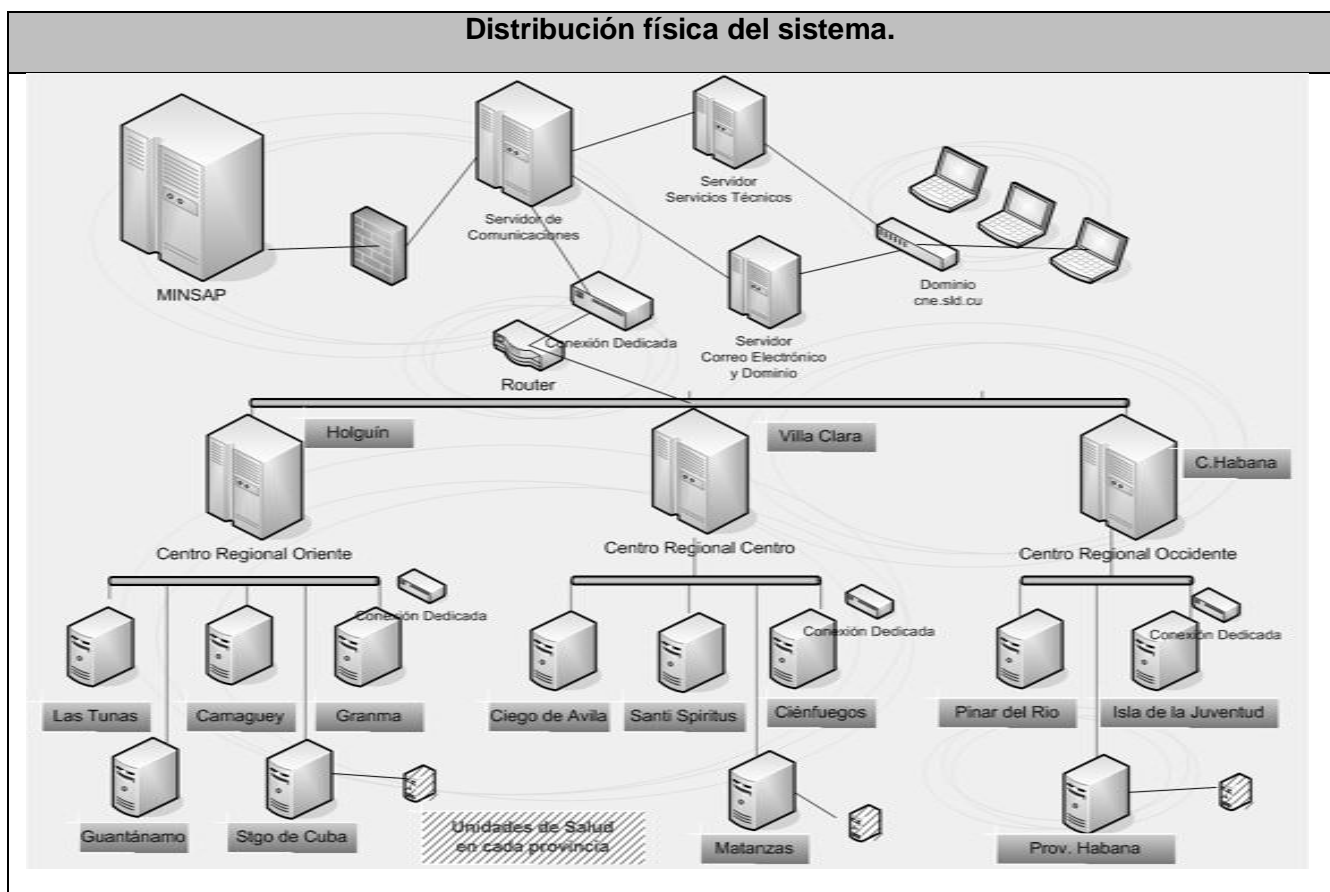 Distribución física del sistema.
Servidor
Servicios Técnicos
Servidor de
Comunicaciones
MINSAP
Dominio
cne.sld.cu
Conexión Dedicada
Servidor
Correo Electrónico
y Dominio
Router
Holguín
Villa Clara
C.Habana
Centro Regional Oriente
Centro Regional Centro
Centro Regional Occidente
Conexión Dedicada
Conexión Dedicada
Conexión Dedicada
Las Tunas
Camaguey
Granma
Ciego de Avila
Santi Spiritus
Ciénfuegos
Pinar del Rio
Isla de la Juventud
Guantánamo
Stgo de Cuba
Unidades de Salud
en cada provincia
Matanzas
Prov. Habana